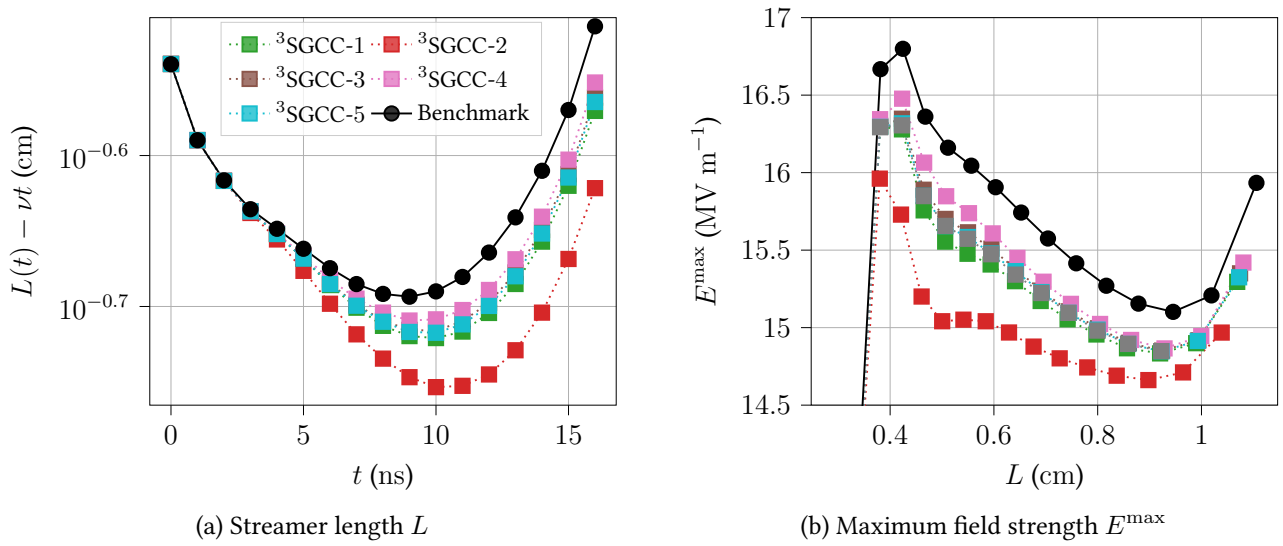 10^−0.6
10^−0.7
0
5
10
15
L(t) − νt (cm)
t (ns)
³SGCC-1
³SGCC-2
³SGCC-3
³SGCC-4
³SGCC-5
Benchmark
(a) Streamer length L
17
16.5
16
15.5
15
14.5
0.4
0.6
0.8
1
E^max (MV m⁻¹)
L (cm)
(b) Maximum field strength E^max